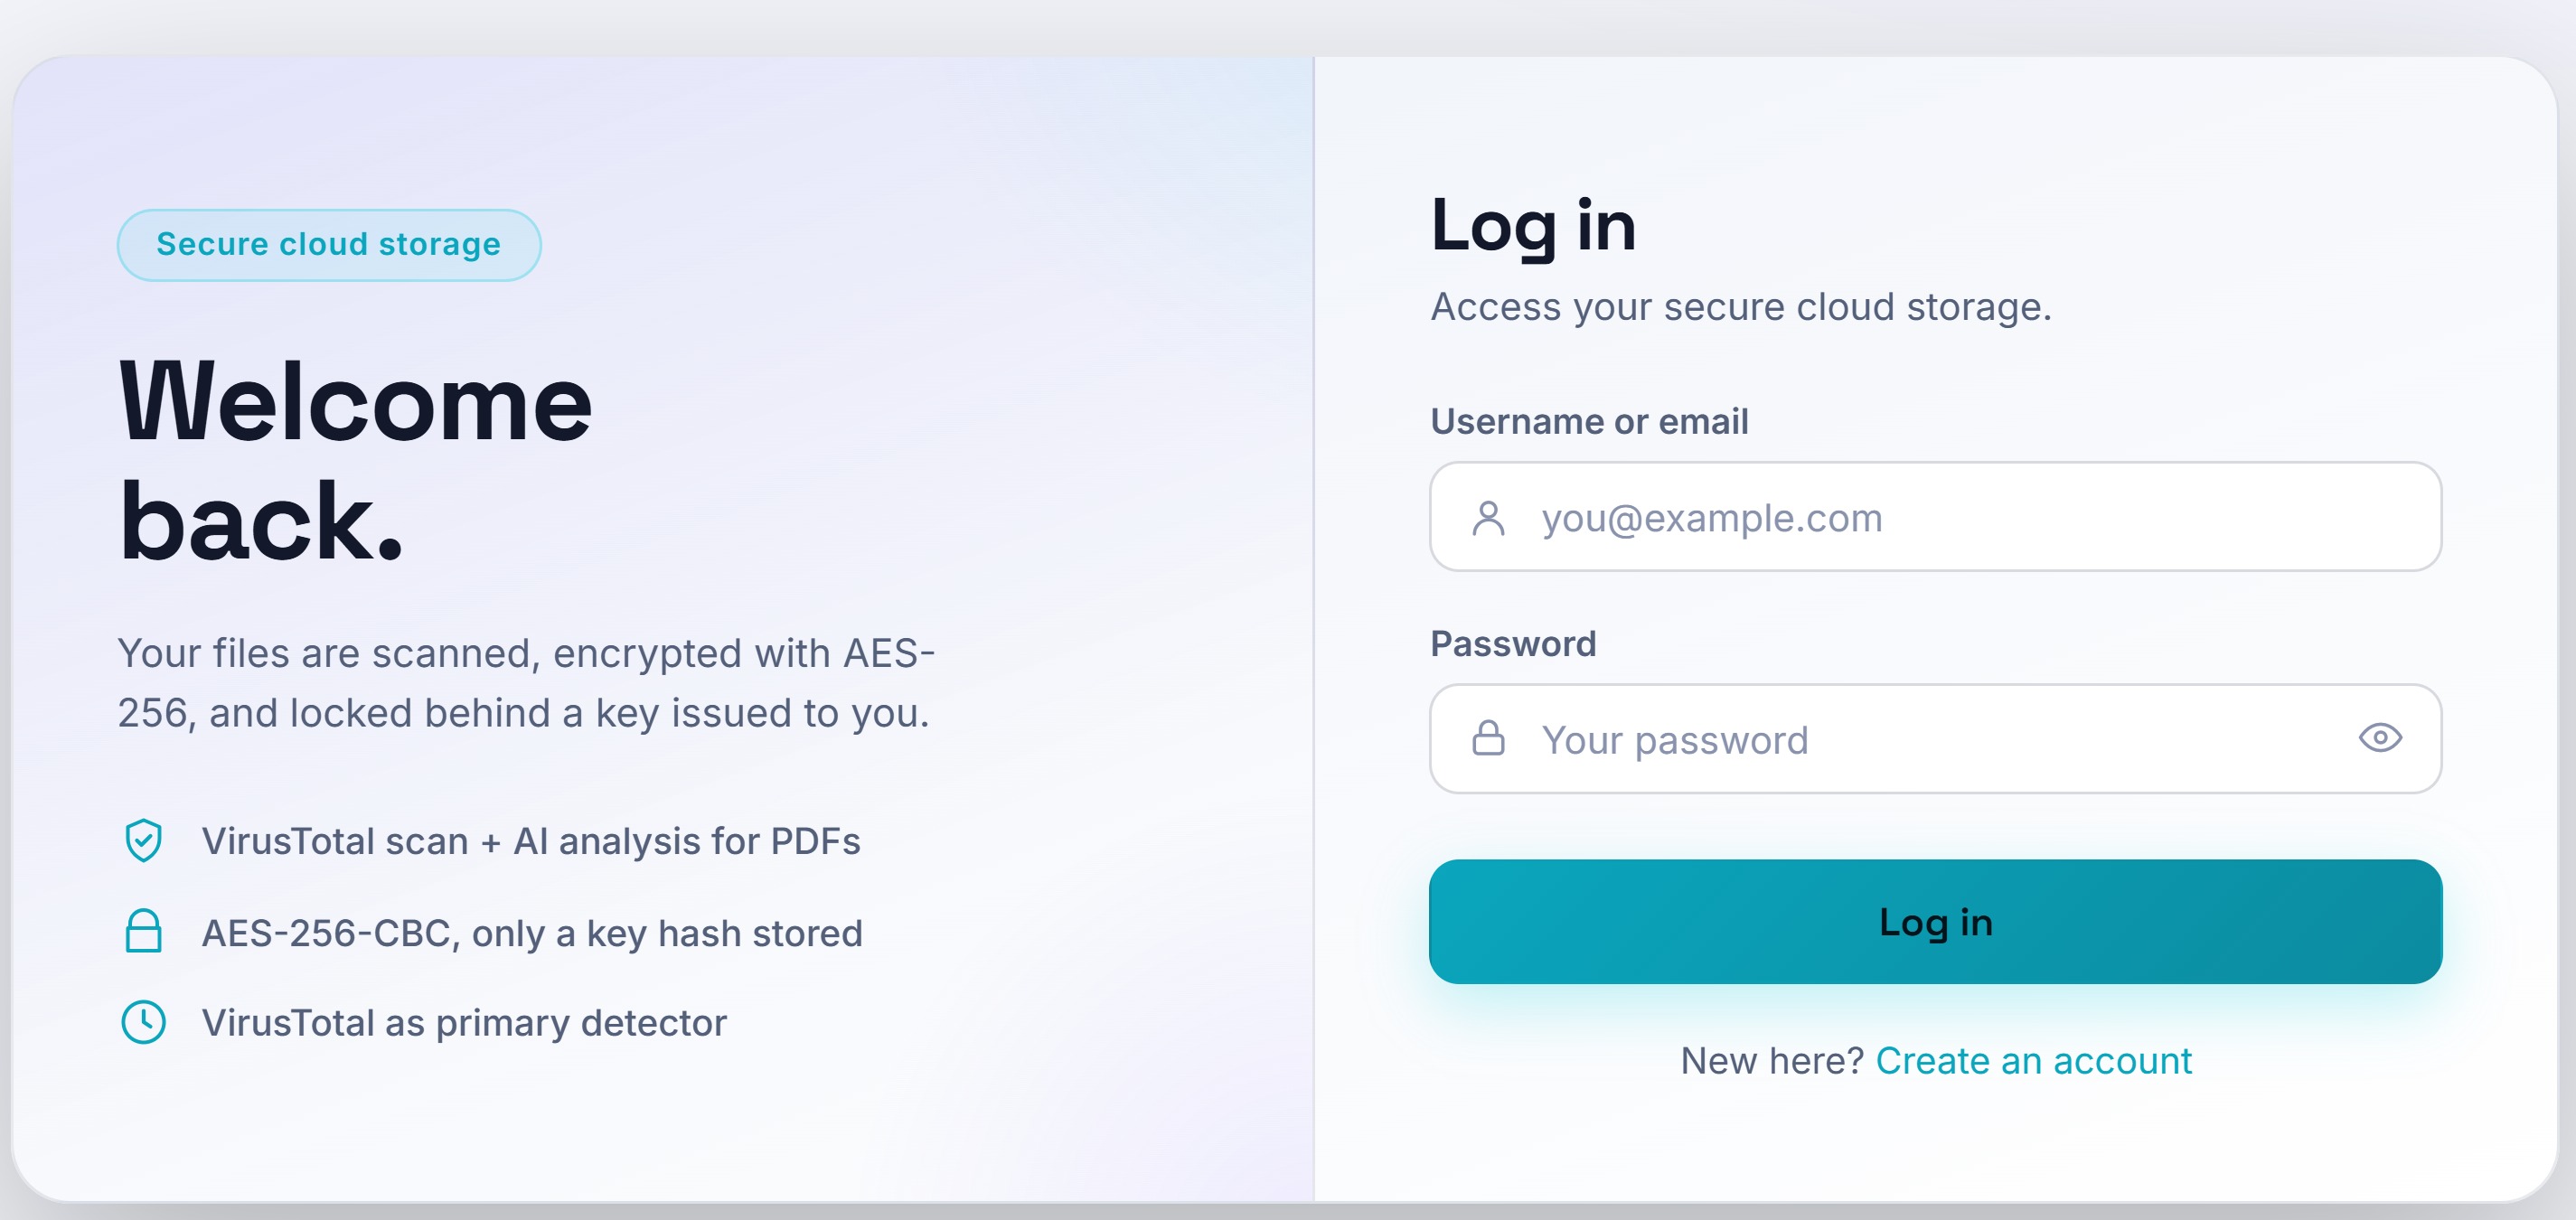 Secure cloud storage
Welcome
back.
Your files are scanned, encrypted with AES-
256, and locked behind a key issued to you.
VirusTotal scan + AI analysis for PDFs
AES-256-CBC, only a key hash stored
VirusTotal as primary detector
Log in
Access your secure cloud storage.
Username or email
you@example.com
Password
Your password
Log in
New here? Create an account